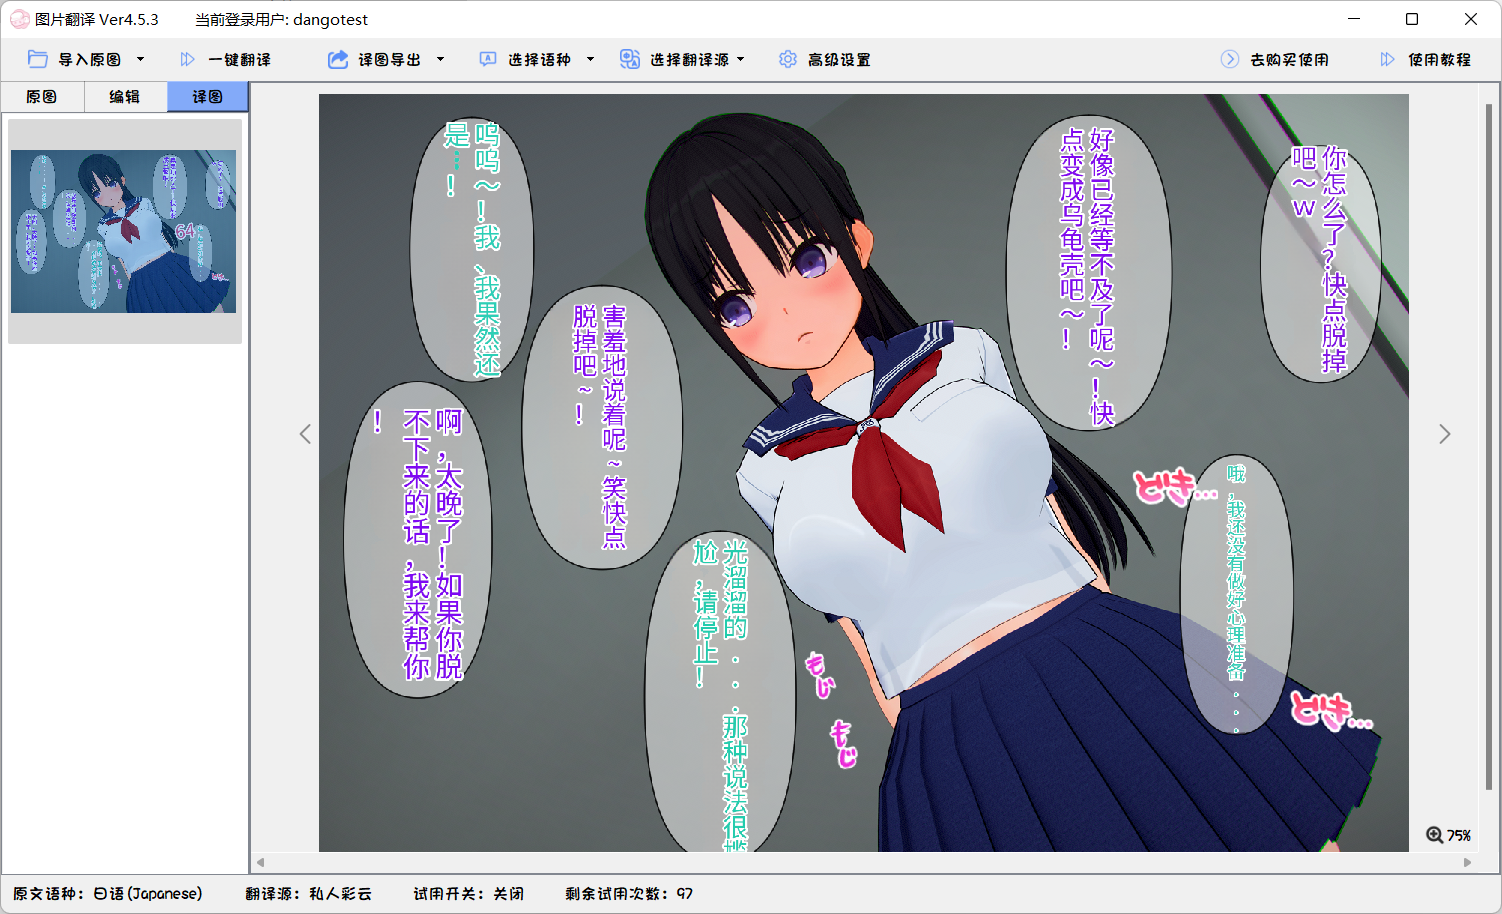 图片翻译 Ver4.5.3
当前登录用户: dangotest
导入原图
一键翻译
译图导出
选择语种
选择翻译源
高级设置
去购买使用
使用教程
原图
编辑
译图
64
你怎么了?快点脱掉
吧～w
好像已经等不及了呢～!快
点变成乌龟壳吧～!
呜呜～!我、我果然还
是…!
害羞地说着呢~笑快点
脱掉吧~!
啊,太晚了!如果你脱
不下来的话,我来帮你
!
哦,我还没有做好心理准备...
光溜溜的...那种说法很尴
尬,请停止!
どき…
どき…
もじ
もじ
75%
原文语种: 日语(Japanese)
翻译源: 私人彩云
试用开关: 关闭
剩余试用次数: 97